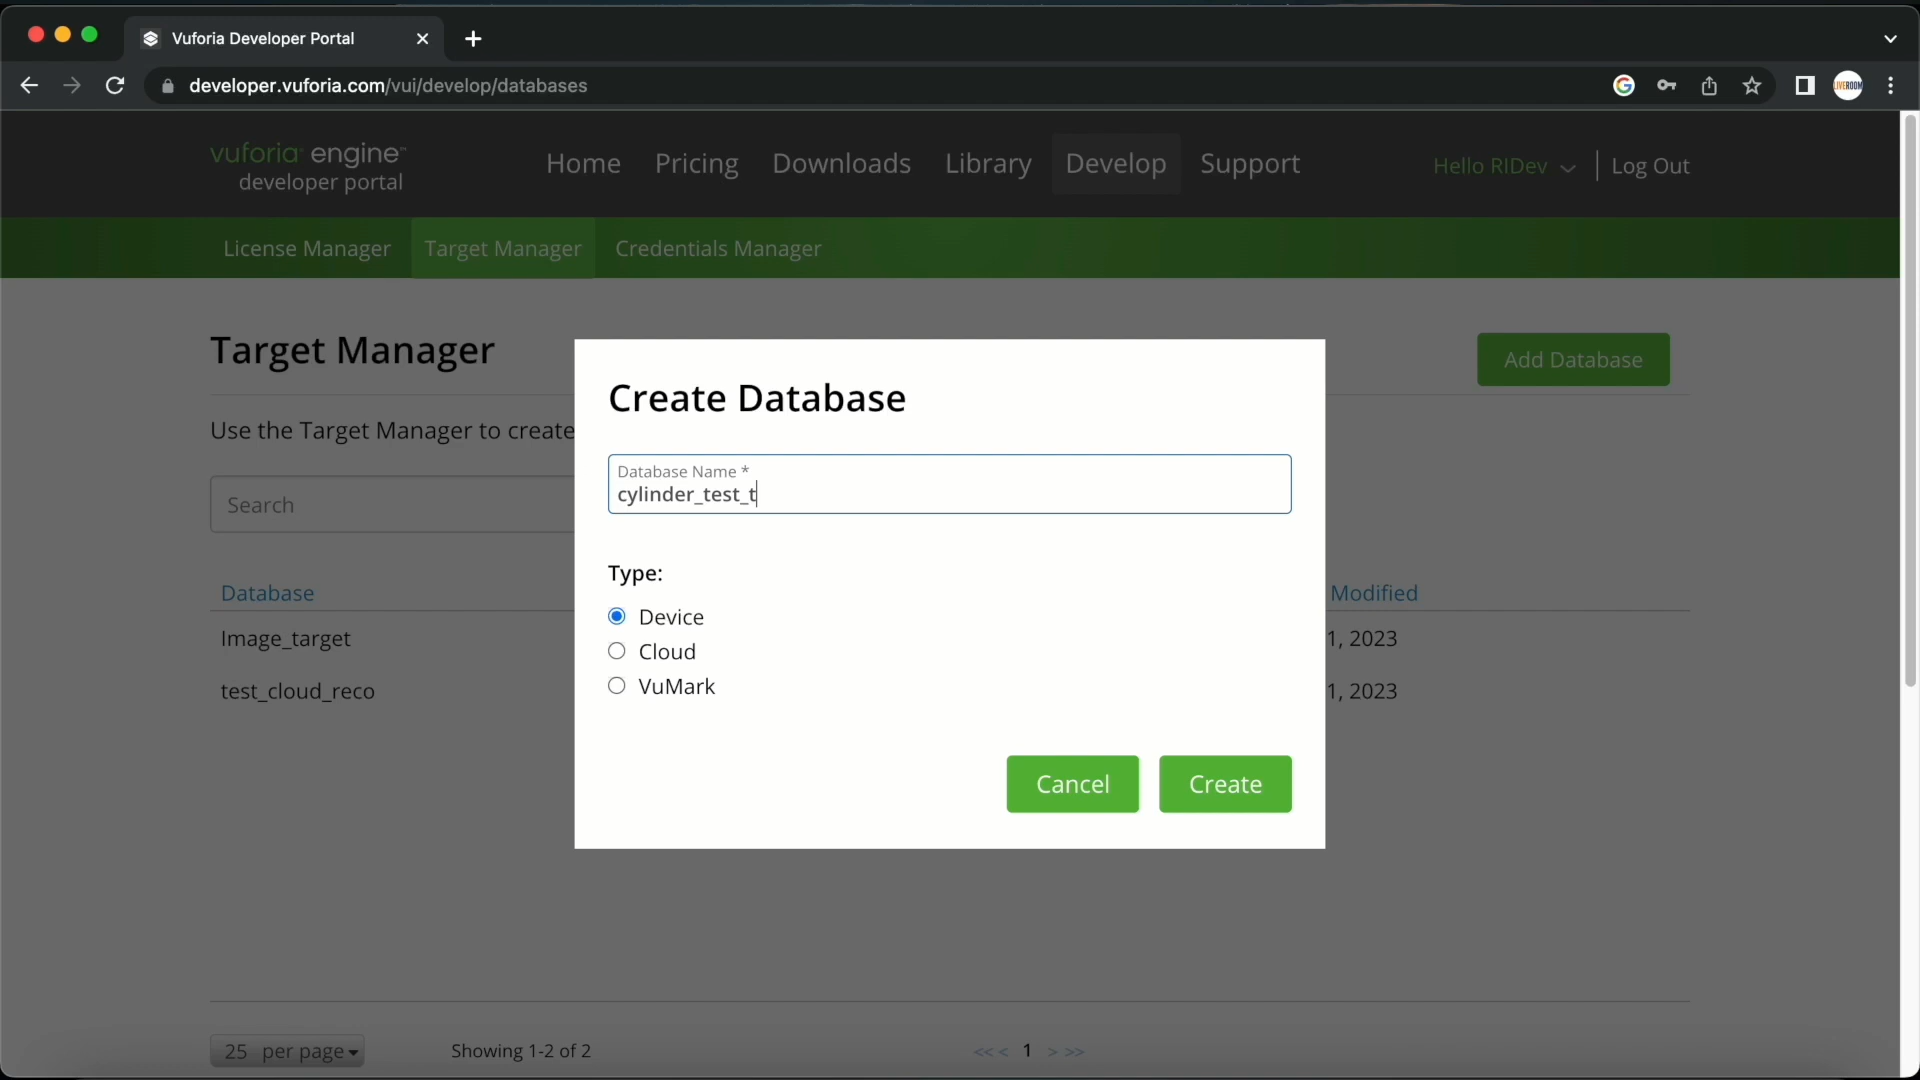 Vuforia Developer Portal
developer.vuforia.com/vui/develop/databases
LIVEROOM
vuforia engine™
developer portal
Home Pricing Downloads Library Develop Support
Hello RIDev
Log Out
License Manager Target Manager Credentials Manager
Target Manager
Add Database
Use the Target Manager to create
Search
Database
Modified
Image_target
1, 2023
test_cloud_reco
1, 2023
Create Database
Database Name *
cylinder_test_t
Type:
Device
Cloud
VuMark
Cancel Create
25 per page
Showing 1-2 of 2
<< < 1 > >>